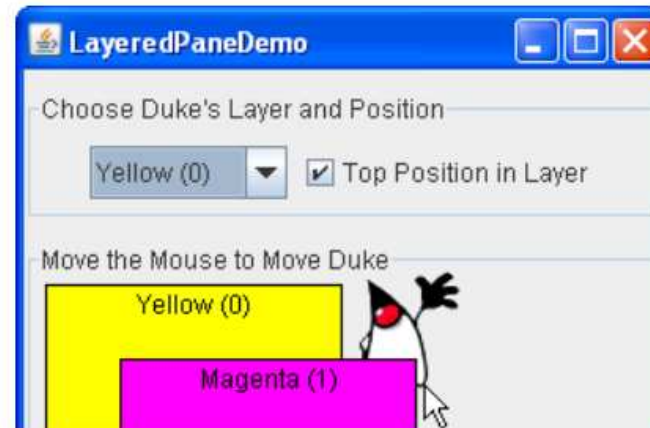 LayeredPaneDemo
Choose Duke's Layer and Position
Yellow (0) Top Position in Layer
Move the Mouse to Move Duke
Yellow (0)
Magenta (1)